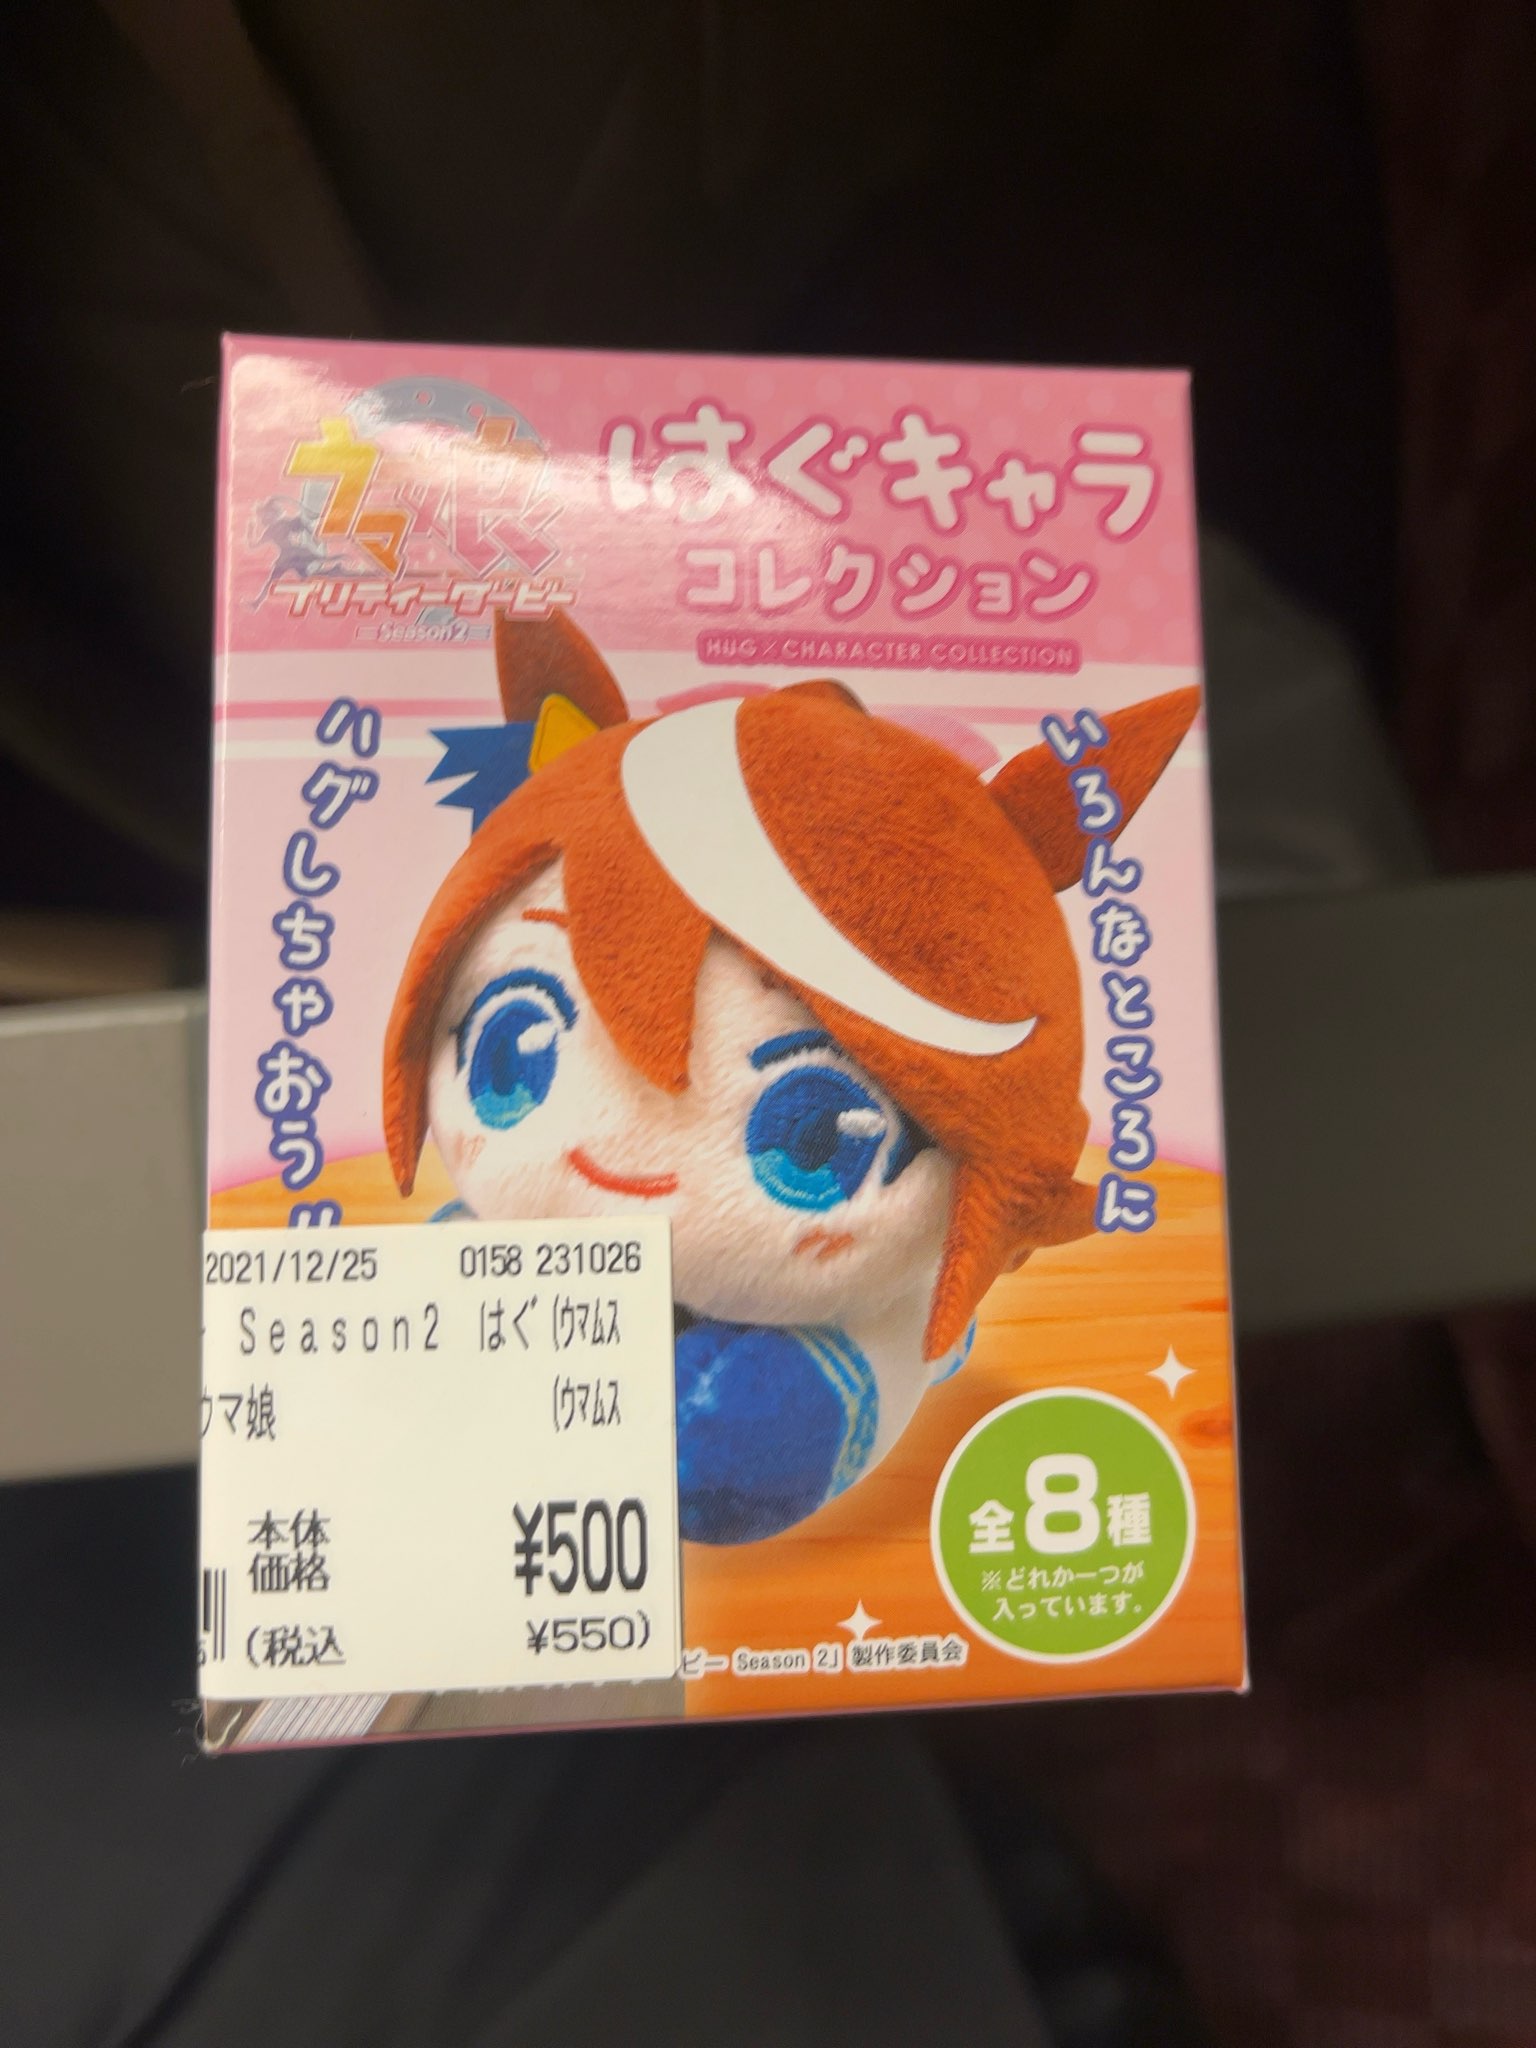 ウマ娘
プリティーダービー
Season2
はぐキャラ
コレクション
HUG×CHARACTER COLLECTION
いろんなところに
ハグしちゃおう!!
2021/12/25 0158 231026
Season2 はぐ (ウマムス
ウマ娘 (ウマムス
本体
価格 ¥500
(税込 ¥550)
全8種
※どれか一つが
入っています。
ビー Season 2」製作委員会